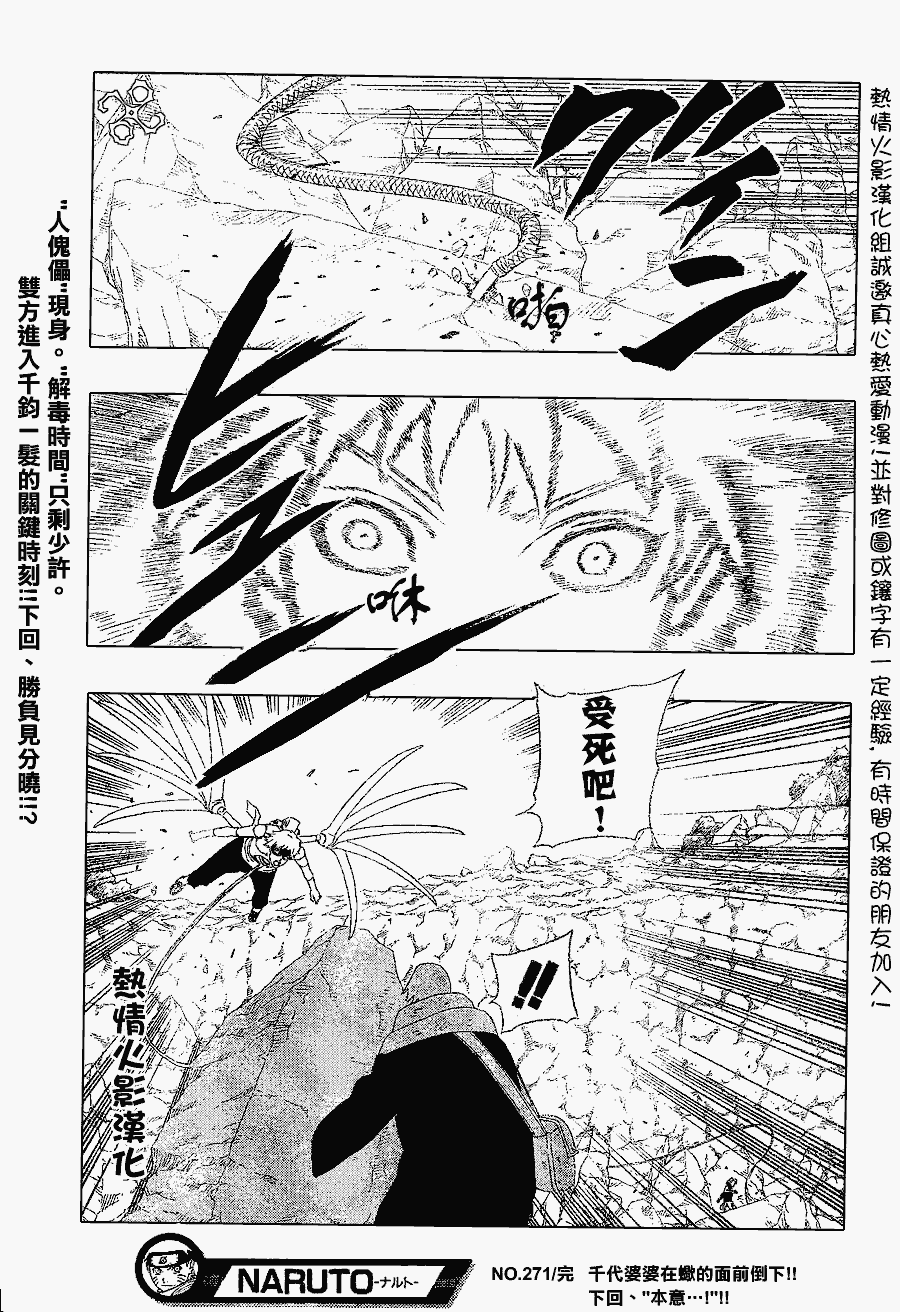 熱情火影漢化組誠邀真心熱愛動漫!並對修圖或鑲字有一定經驗,有時間保證的朋友加入!
グンッ
啪
ヒュン
咻
受死吧!
!!
熱情火影漢化
"人傀儡"現身。"解毒時間"只剩少許。
雙方進入千鈞一髮的關鍵時刻!!!下回、勝負見分曉!!!?
NARUTO-ナルト-
NO.271/完 千代婆婆在蠍的面前倒下!!
下回、"本意…!"!!